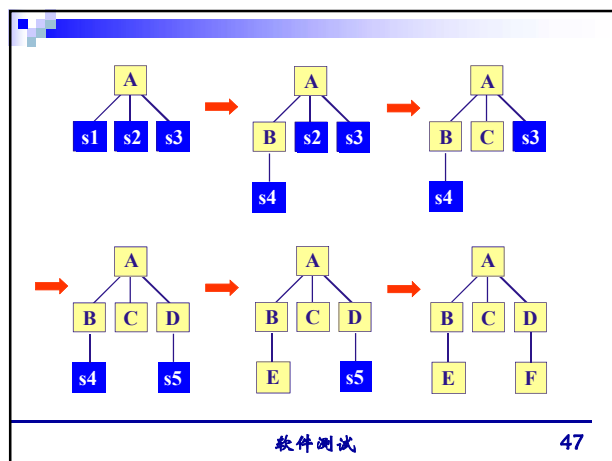 A A A
s1 s2 s3 B s2 s3 B C s3
s4 s4
A A A
B C D B C D B C D
s4 s5 E s5 E F
软件测试 47